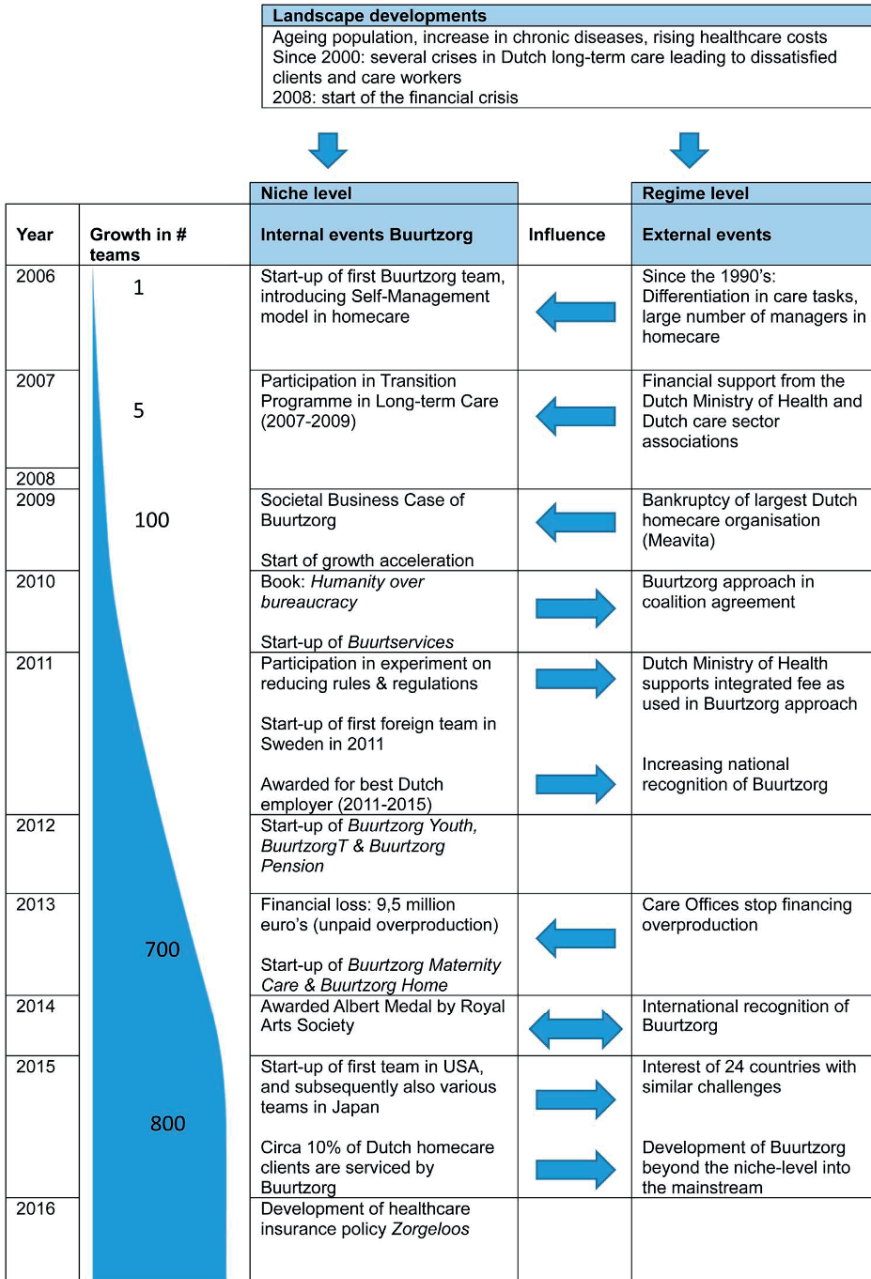 Landscape developments
Ageing population, increase in chronic diseases, rising healthcare costs
Since 2000: several crises in Dutch long-term care leading to dissatisfied
clients and care workers
2008: start of the financial crisis
Niche level
Regime level
Year
Growth in #
teams
Internal events Buurtzorg
Influence
External events
2006
1
Start-up of first Buurtzorg team,
introducing Self-Management
model in homecare
Since the 1990's:
Differentiation in care tasks,
large number of managers in
homecare
2007
5
Participation in Transition
Programme in Long-term Care
(2007-2009)
Financial support from the
Dutch Ministry of Health and
Dutch care sector
associations
2008
2009
100
Societal Business Case of
Buurtzorg
Start of growth acceleration
Bankruptcy of largest Dutch
homecare organisation
(Meavita)
2010
Book: Humanity over
bureaucracy
Start-up of Buurtservices
Buurtzorg approach in
coalition agreement
2011
Participation in experiment on
reducing rules & regulations
Start-up of first foreign team in
Sweden in 2011
Awarded for best Dutch
employer (2011-2015)
Dutch Ministry of Health
supports integrated fee as
used in Buurtzorg approach
Increasing national
recognition of Buurtzorg
2012
Start-up of Buurtzorg Youth,
BuurtzorgT & Buurtzorg
Pension
2013
700
Financial loss: 9,5 million
euro's (unpaid overproduction)
Start-up of Buurtzorg Maternity
Care & Buurtzorg Home
Care Offices stop financing
overproduction
2014
Awarded Albert Medal by Royal
Arts Society
International recognition of
Buurtzorg
2015
800
Start-up of first team in USA,
and subsequently also various
teams in Japan
Circa 10% of Dutch homecare
clients are serviced by
Buurtzorg
Interest of 24 countries with
similar challenges
Development of Buurtzorg
beyond the niche-level into
the mainstream
2016
Development of healthcare
insurance policy Zorgeloos